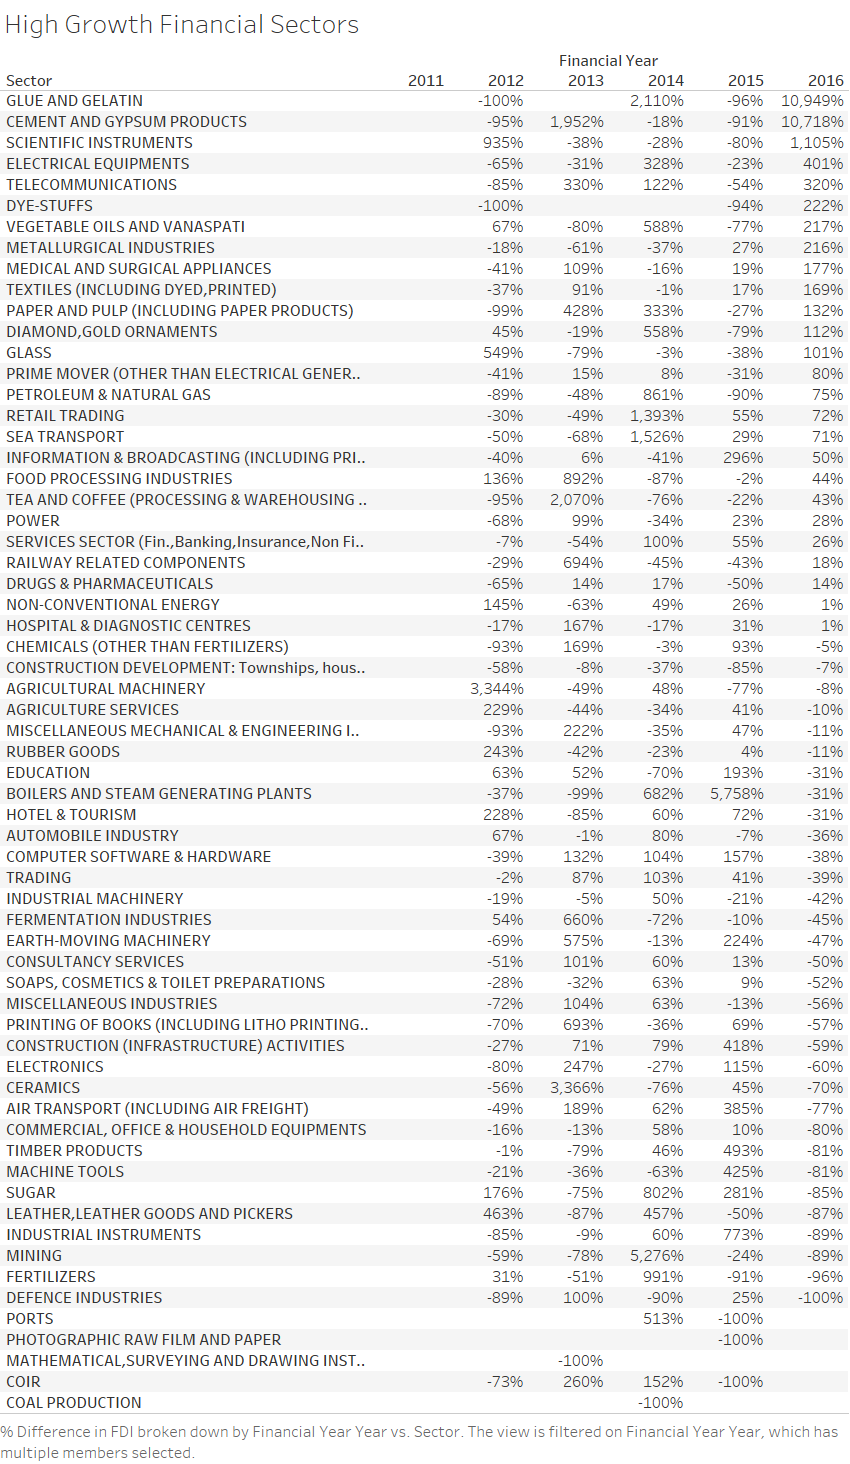 High Growth Financial Sectors
Financial Year
Sector 2011 2012 2013 2014 2015 2016
GLUE AND GELATIN -100% 2,110% -96% 10,949%
CEMENT AND GYPSUM PRODUCTS -95% 1,952% -18% -91% 10,718%
SCIENTIFIC INSTRUMENTS 935% -38% -28% -80% 1,105%
ELECTRICAL EQUIPMENTS -65% -31% 328% -23% 401%
TELECOMMUNICATIONS -85% 330% 122% -54% 320%
DYE-STUFFS -100% -94% 222%
VEGETABLE OILS AND VANASPATI 67% -80% 588% -77% 217%
METALLURGICAL INDUSTRIES -18% -61% -37% 27% 216%
MEDICAL AND SURGICAL APPLIANCES -41% 109% -16% 19% 177%
TEXTILES (INCLUDING DYED,PRINTED) -37% 91% -1% 17% 169%
PAPER AND PULP (INCLUDING PAPER PRODUCTS) -99% 428% 333% -27% 132%
DIAMOND,GOLD ORNAMENTS 45% -19% 558% -79% 112%
GLASS 549% -79% -3% -38% 101%
PRIME MOVER (OTHER THAN ELECTRICAL GENER.. -41% 15% 8% -31% 80%
PETROLEUM & NATURAL GAS -89% -48% 861% -90% 75%
RETAIL TRADING -30% -49% 1,393% 55% 72%
SEA TRANSPORT -50% -68% 1,526% 29% 71%
INFORMATION & BROADCASTING (INCLUDING PRI.. -40% 6% -41% 296% 50%
FOOD PROCESSING INDUSTRIES 136% 892% -87% -2% 44%
TEA AND COFFEE (PROCESSING & WAREHOUSING .. -95% 2,070% -76% -22% 43%
POWER -68% 99% -34% 23% 28%
SERVICES SECTOR (Fin.,Banking,Insurance,Non Fi.. -7% -54% 100% 55% 26%
RAILWAY RELATED COMPONENTS -29% 694% -45% -43% 18%
DRUGS & PHARMACEUTICALS -65% 14% 17% -50% 14%
NON-CONVENTIONAL ENERGY 145% -63% 49% 26% 1%
HOSPITAL & DIAGNOSTIC CENTRES -17% 167% -17% 31% 1%
CHEMICALS (OTHER THAN FERTILIZERS) -93% 169% -3% 93% -5%
CONSTRUCTION DEVELOPMENT: Townships, hous.. -58% -8% -37% -85% -7%
AGRICULTURAL MACHINERY 3,344% -49% 48% -77% -8%
AGRICULTURE SERVICES 229% -44% -34% 41% -10%
MISCELLANEOUS MECHANICAL & ENGINEERING I.. -93% 222% -35% 47% -11%
RUBBER GOODS 243% -42% -23% 4% -11%
EDUCATION 63% 52% -70% 193% -31%
BOILERS AND STEAM GENERATING PLANTS -37% -99% 682% 5,758% -31%
HOTEL & TOURISM 228% -85% 60% 72% -31%
AUTOMOBILE INDUSTRY 67% -1% 80% -7% -36%
COMPUTER SOFTWARE & HARDWARE -39% 132% 104% 157% -38%
TRADING -2% 87% 103% 41% -39%
INDUSTRIAL MACHINERY -19% -5% 50% -21% -42%
FERMENTATION INDUSTRIES 54% 660% -72% -10% -45%
EARTH-MOVING MACHINERY -69% 575% -13% 224% -47%
CONSULTANCY SERVICES -51% 101% 60% 13% -50%
SOAPS, COSMETICS & TOILET PREPARATIONS -28% -32% 63% 9% -52%
MISCELLANEOUS INDUSTRIES -72% 104% 63% -13% -56%
PRINTING OF BOOKS (INCLUDING LITHO PRINTING.. -70% 693% -36% 69% -57%
CONSTRUCTION (INFRASTRUCTURE) ACTIVITIES -27% 71% 79% 418% -59%
ELECTRONICS -80% 247% -27% 115% -60%
CERAMICS -56% 3,366% -76% 45% -70%
AIR TRANSPORT (INCLUDING AIR FREIGHT) -49% 189% 62% 385% -77%
COMMERCIAL, OFFICE & HOUSEHOLD EQUIPMENTS -16% -13% 58% 10% -80%
TIMBER PRODUCTS -1% -79% 46% 493% -81%
MACHINE TOOLS -21% -36% -63% 425% -81%
SUGAR 176% -75% 802% 281% -85%
LEATHER,LEATHER GOODS AND PICKERS 463% -87% 457% -50% -87%
INDUSTRIAL INSTRUMENTS -85% -9% 60% 773% -89%
MINING -59% -78% 5,276% -24% -89%
FERTILIZERS 31% -51% 991% -91% -96%
DEFENCE INDUSTRIES -89% 100% -90% 25% -100%
PORTS 513% -100%
PHOTOGRAPHIC RAW FILM AND PAPER -100%
MATHEMATICAL,SURVEYING AND DRAWING INST.. -100%
COIR -73% 260% 152% -100%
COAL PRODUCTION -100%
% Difference in FDI broken down by Financial Year Year vs. Sector. The view is filtered on Financial Year Year, which has
multiple members selected.